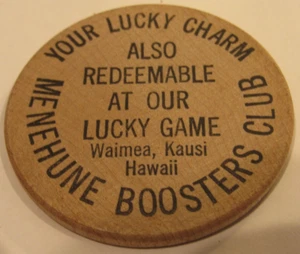 YOUR LUCKY CHARM
ALSO
REDEEMABLE
AT OUR
LUCKY GAME
Waimea, Kausi
Hawaii
MENEHUNE BOOSTERS CLUB